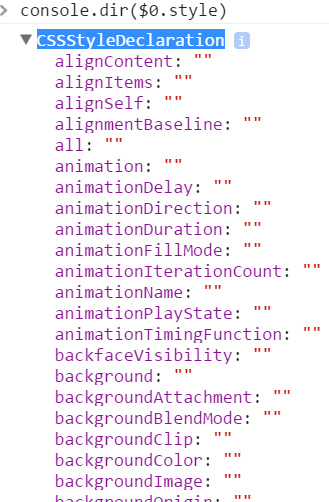 console.dir($0.style)
CSSStyleDeclaration i
alignContent: ""
alignItems: ""
alignSelf: ""
alignmentBaseline: ""
all: ""
animation: ""
animationDelay: ""
animationDirection: ""
animationDuration: ""
animationFillMode: ""
animationIterationCount: ""
animationName: ""
animationPlayState: ""
animationTimingFunction: ""
backfaceVisibility: ""
background: ""
backgroundAttachment: ""
backgroundBlendMode: ""
backgroundClip: ""
backgroundColor: ""
backgroundImage: ""
backgroundOrigin: ""